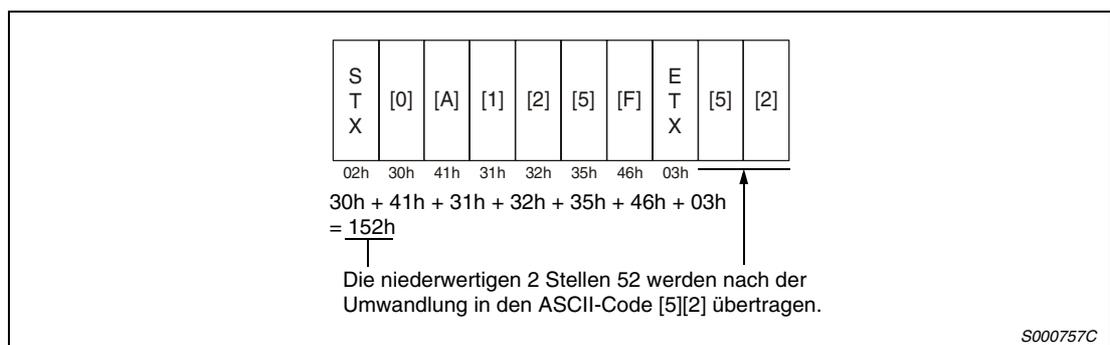 STX [0] [A] [1] [2] [5] [F] ETX [5] [2]
02h 30h 41h 31h 32h 35h 46h 03h
30h + 41h + 31h + 32h + 35h + 46h + 03h
= 152h
Die niederwertigen 2 Stellen 52 werden nach der
Umwandlung in den ASCII-Code [5][2] übertragen.
S000757C